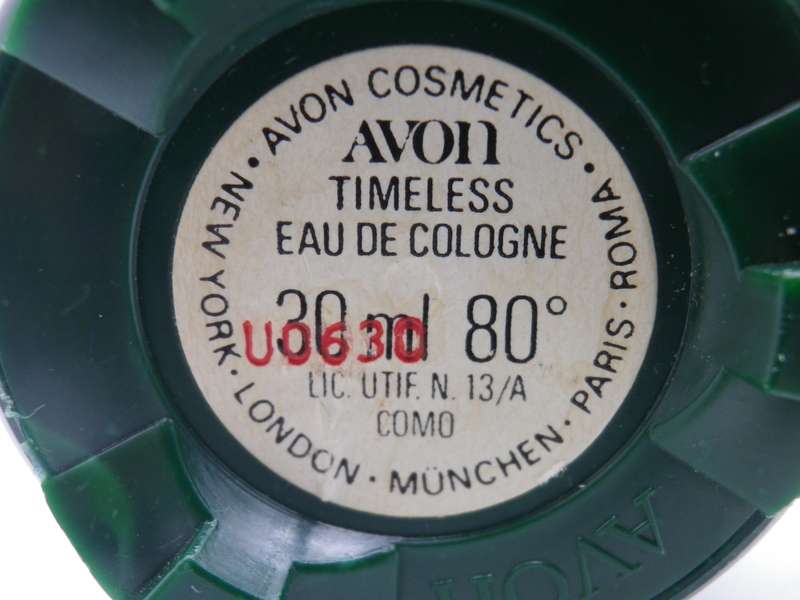 • AVON COSMETICS • NEW YORK • LONDON • MÜNCHEN • PARIS • ROMA
AVON
TIMELESS
EAU DE COLOGNE
30 ml 80°
U0630
LIC. UTIF. N. 13/A
COMO
AVON